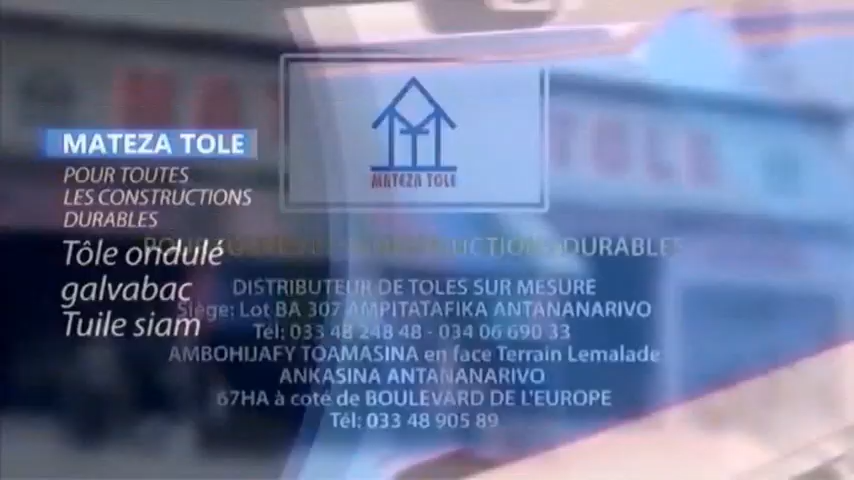 MATEZA TOLE
POUR TOUTES
LES CONSTRUCTIONS
DURABLES
Tôle ondulé
galvabac
Tuile siam
MATEZA TOLE
DURABLES
DISTRIBUTEUR DE TOLES SUR MESURE
Siège: Lot BA 307 AMPITATAFIKA ANTANANARIVO
Tél: 033 48 248 48 - 034 06 690 33
AMBOHIJAFY TOAMASINA en face Terrain Lemalade
ANKASINA ANTANANARIVO
67HA à coté de BOULEVARD DE L'EUROPE
Tél: 033 48 905 89